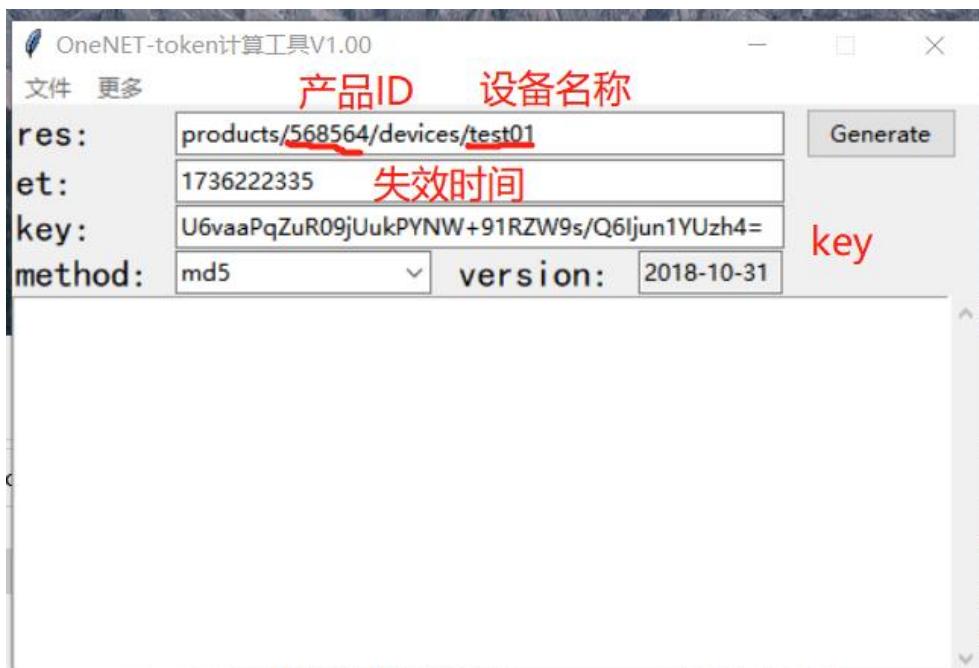 OneNET-token计算工具V1.00
文件 更多
产品ID 设备名称
res: products/568564/devices/test01 Generate
et: 1736222335 失效时间
key: U6vaaPqZuR09jUukPYNW+91RZW9s/Q6Ijun1YUzh4= key
method: md5 version: 2018-10-31